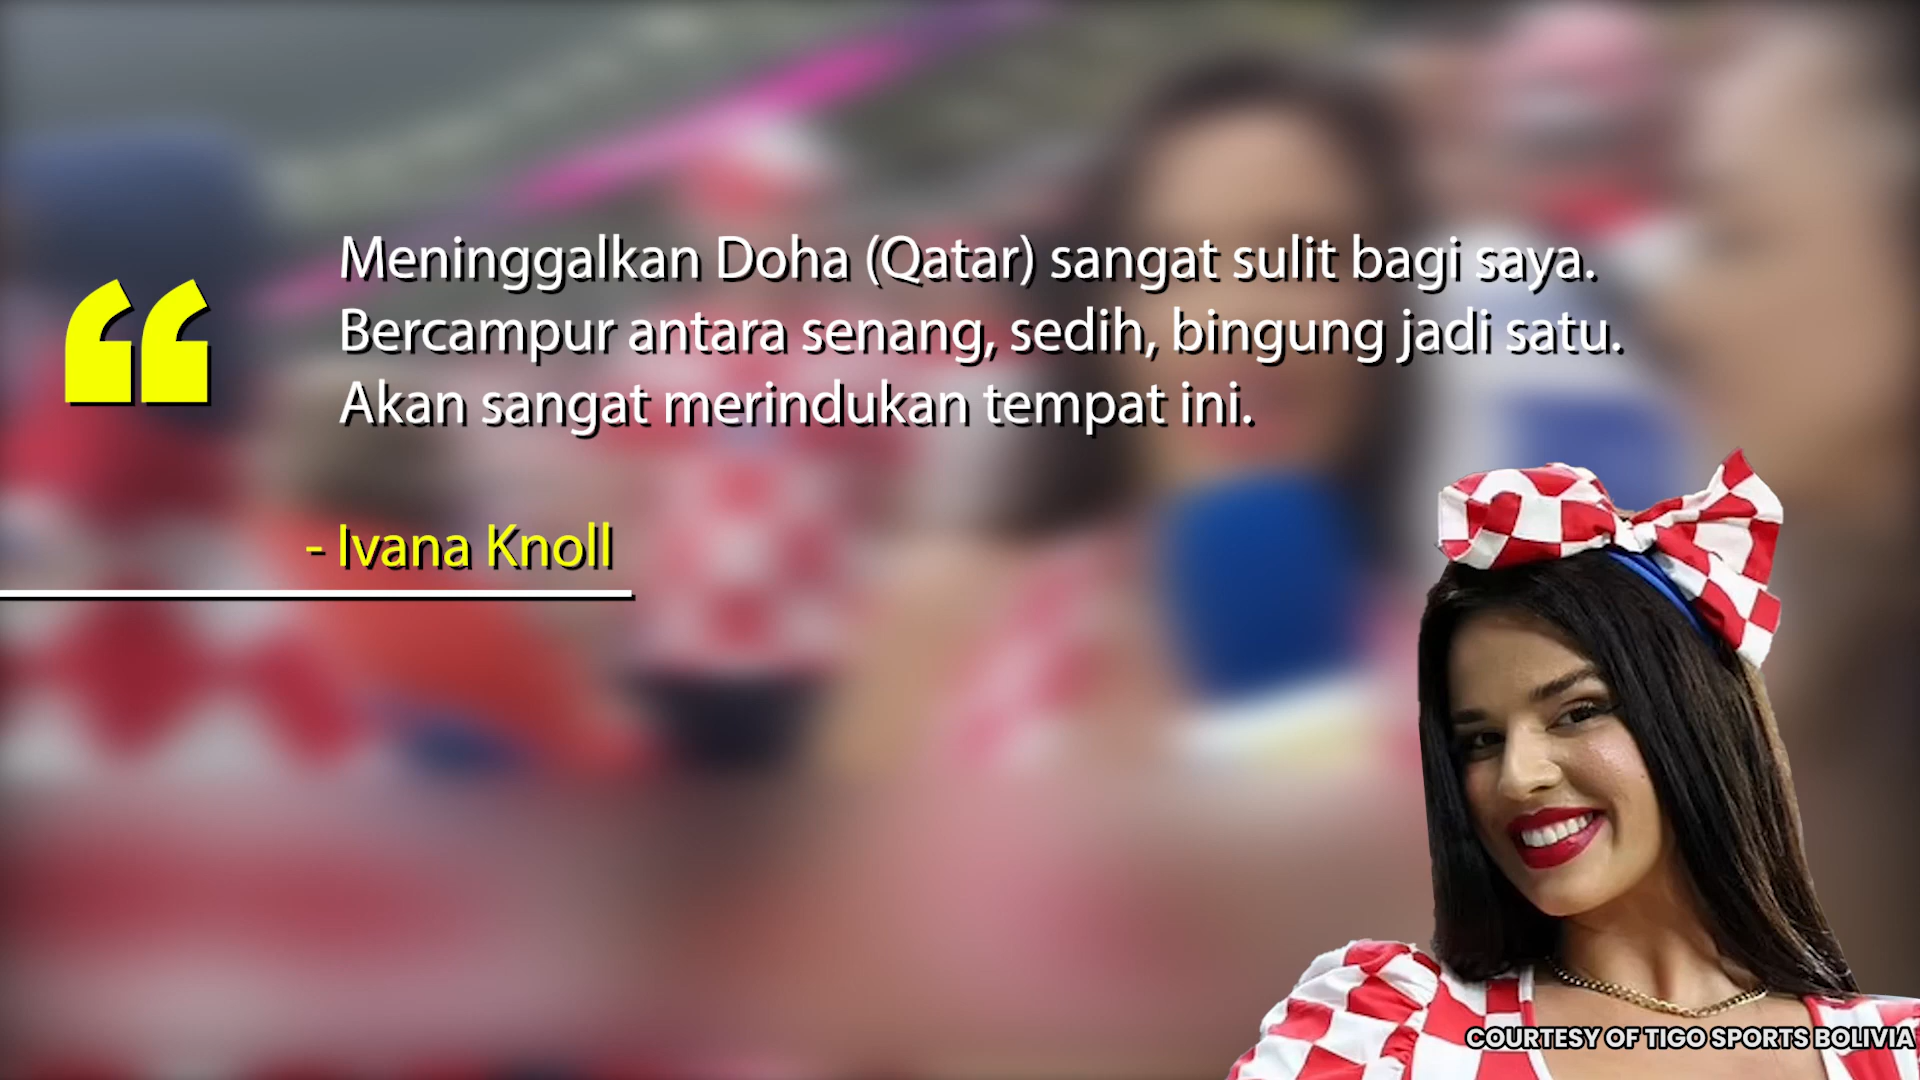 Meninggalkan Doha (Qatar) sangat sulit bagi saya.
Bercampur antara senang, sedih, bingung jadi satu.
Akan sangat merindukan tempat ini.
- Ivana Knoll
COURTESY OF TIGO SPORTS BOLIVIA